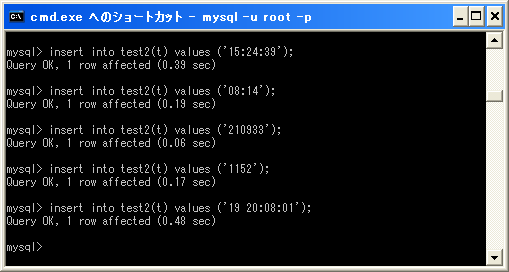 cmd.exe へのショートカット - mysql -u root -p
mysql> insert into test2(t) values ('15:24:39');
Query OK, 1 row affected (0.39 sec)
mysql> insert into test2(t) values ('08:14');
Query OK, 1 row affected (0.19 sec)
mysql> insert into test2(t) values ('210933');
Query OK, 1 row affected (0.06 sec)
mysql> insert into test2(t) values ('1152');
Query OK, 1 row affected (0.17 sec)
mysql> insert into test2(t) values ('19 20:08:01');
Query OK, 1 row affected (0.48 sec)
mysql>